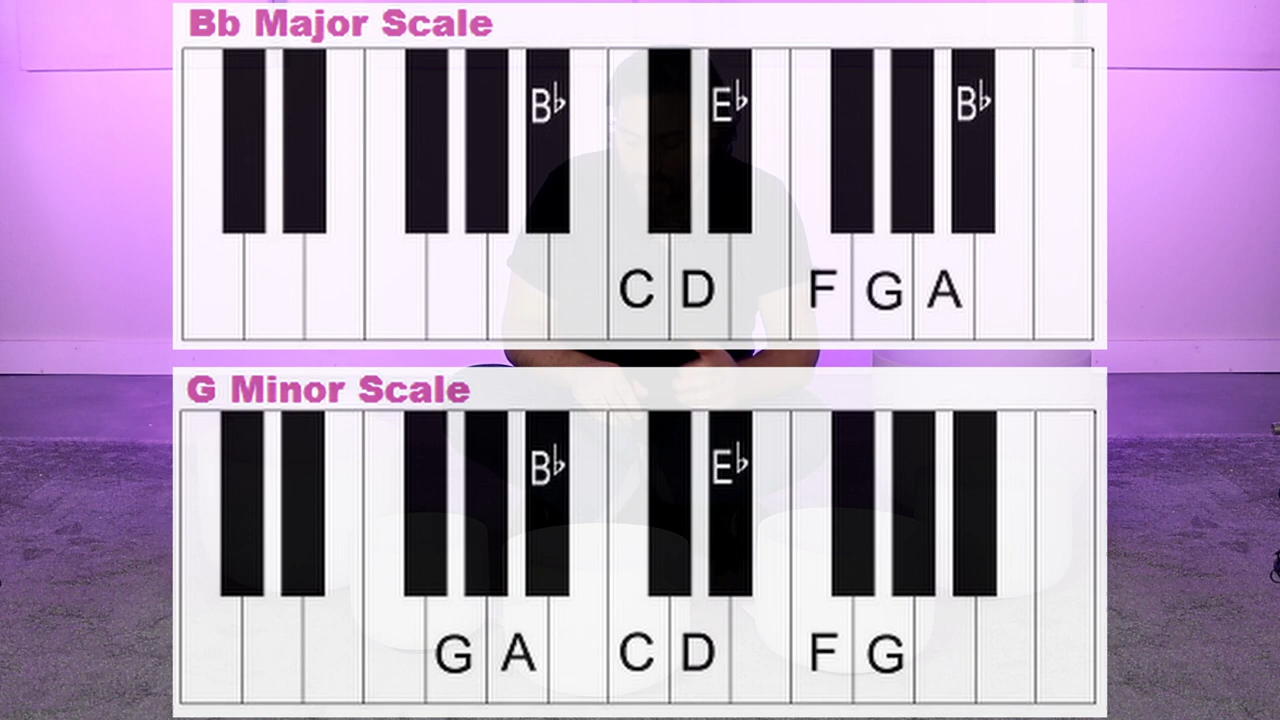 Bb Major Scale
B♭ E♭ B♭
C D F G A
G Minor Scale
B♭ E♭
G A C D F G